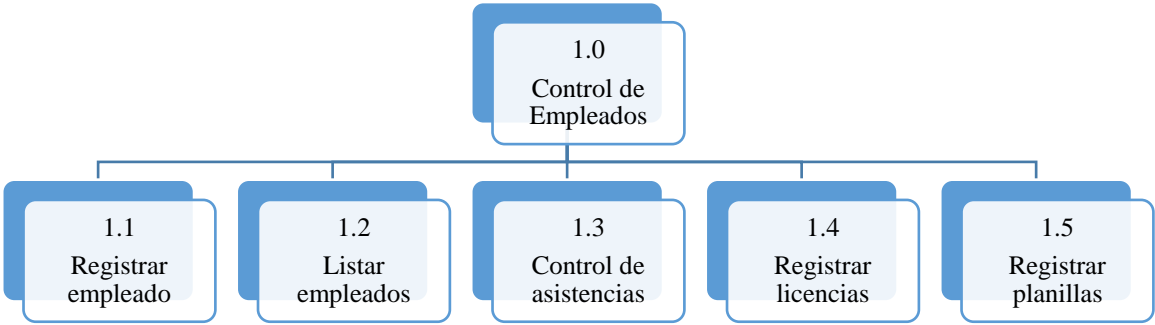 1.0
Control de
Empleados
1.1
Registrar
empleado
1.2
Listar
empleados
1.3
Control de
asistencias
1.4
Registrar
licencias
1.5
Registrar
planillas